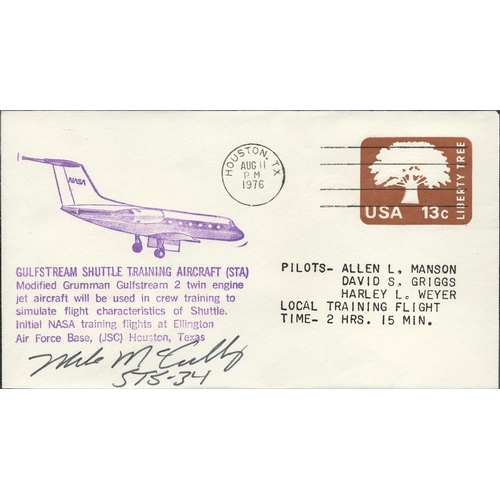 HOUSTON, TX
AUG 11
P M
1976
LIBERTY TREE
USA 13c
NASA
GULFSTREAM SHUTTLE TRAINING AIRCRAFT (STA)
Modified Grumman Gulfstream 2 twin engine
jet aircraft will be used in crew training to
simulate flight characteristics of Shuttle.
Initial NASA training flights at Ellington
Air Force Base, (JSC) Houston, Texas
Mike McCulley
STS-34
PILOTS- ALLEN L. MANSON
DAVID S. GRIGGS
HARLEY L. WEYER
LOCAL TRAINING FLIGHT
TIME- 2 HRS. 15 MIN.